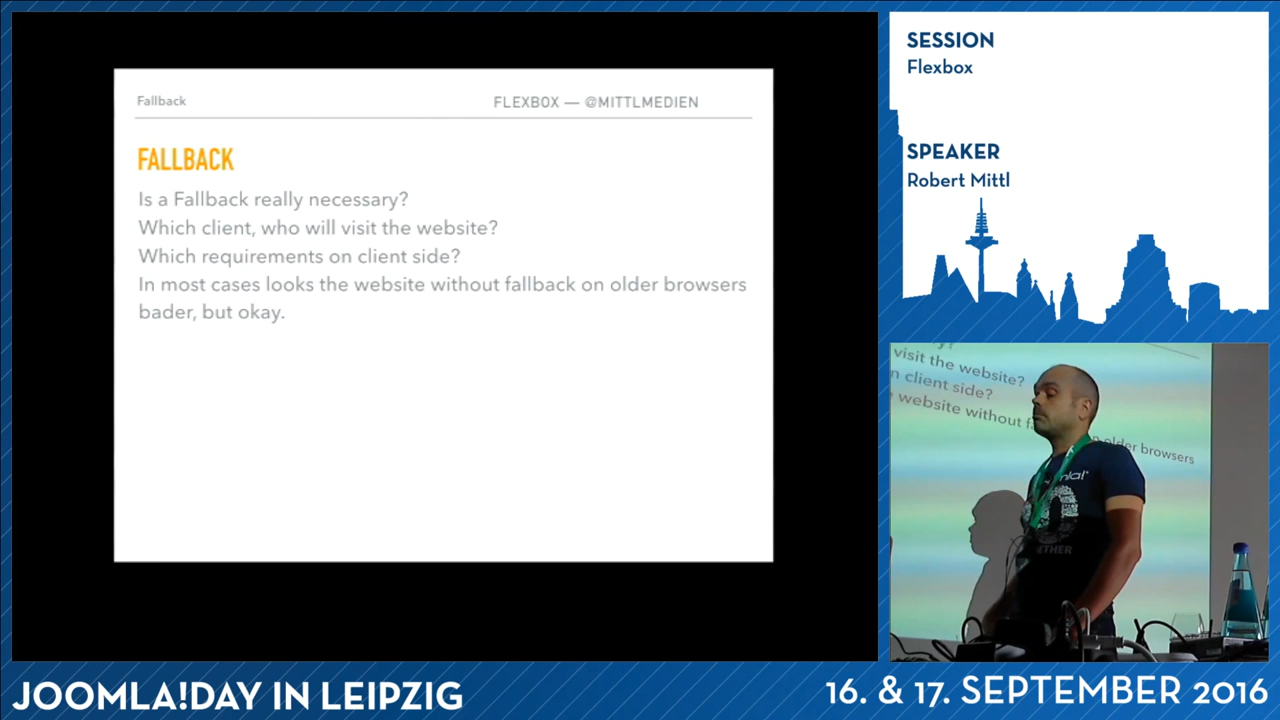 Fallback
FLEXBOX — @MITTLMEDIEN
FALLBACK
Is a Fallback really necessary?
Which client, who will visit the website?
Which requirements on client side?
In most cases looks the website without fallback on older browsers
bader, but okay.
SESSION
Flexbox
SPEAKER
Robert Mittl
visit the website?
n client side?
website without f
n older browsers
JOOMLA!DAY IN LEIPZIG
16. & 17. SEPTEMBER 2016